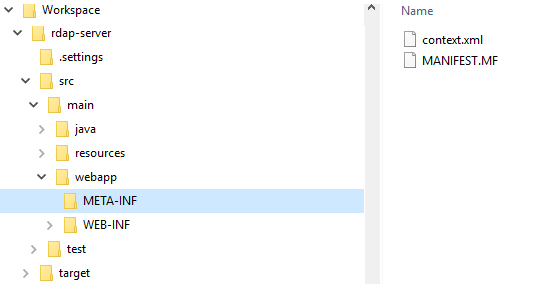 Workspace
rdap-server
.settings
src
main
java
resources
webapp
META-INF
WEB-INF
test
target
Name
context.xml
MANIFEST.MF